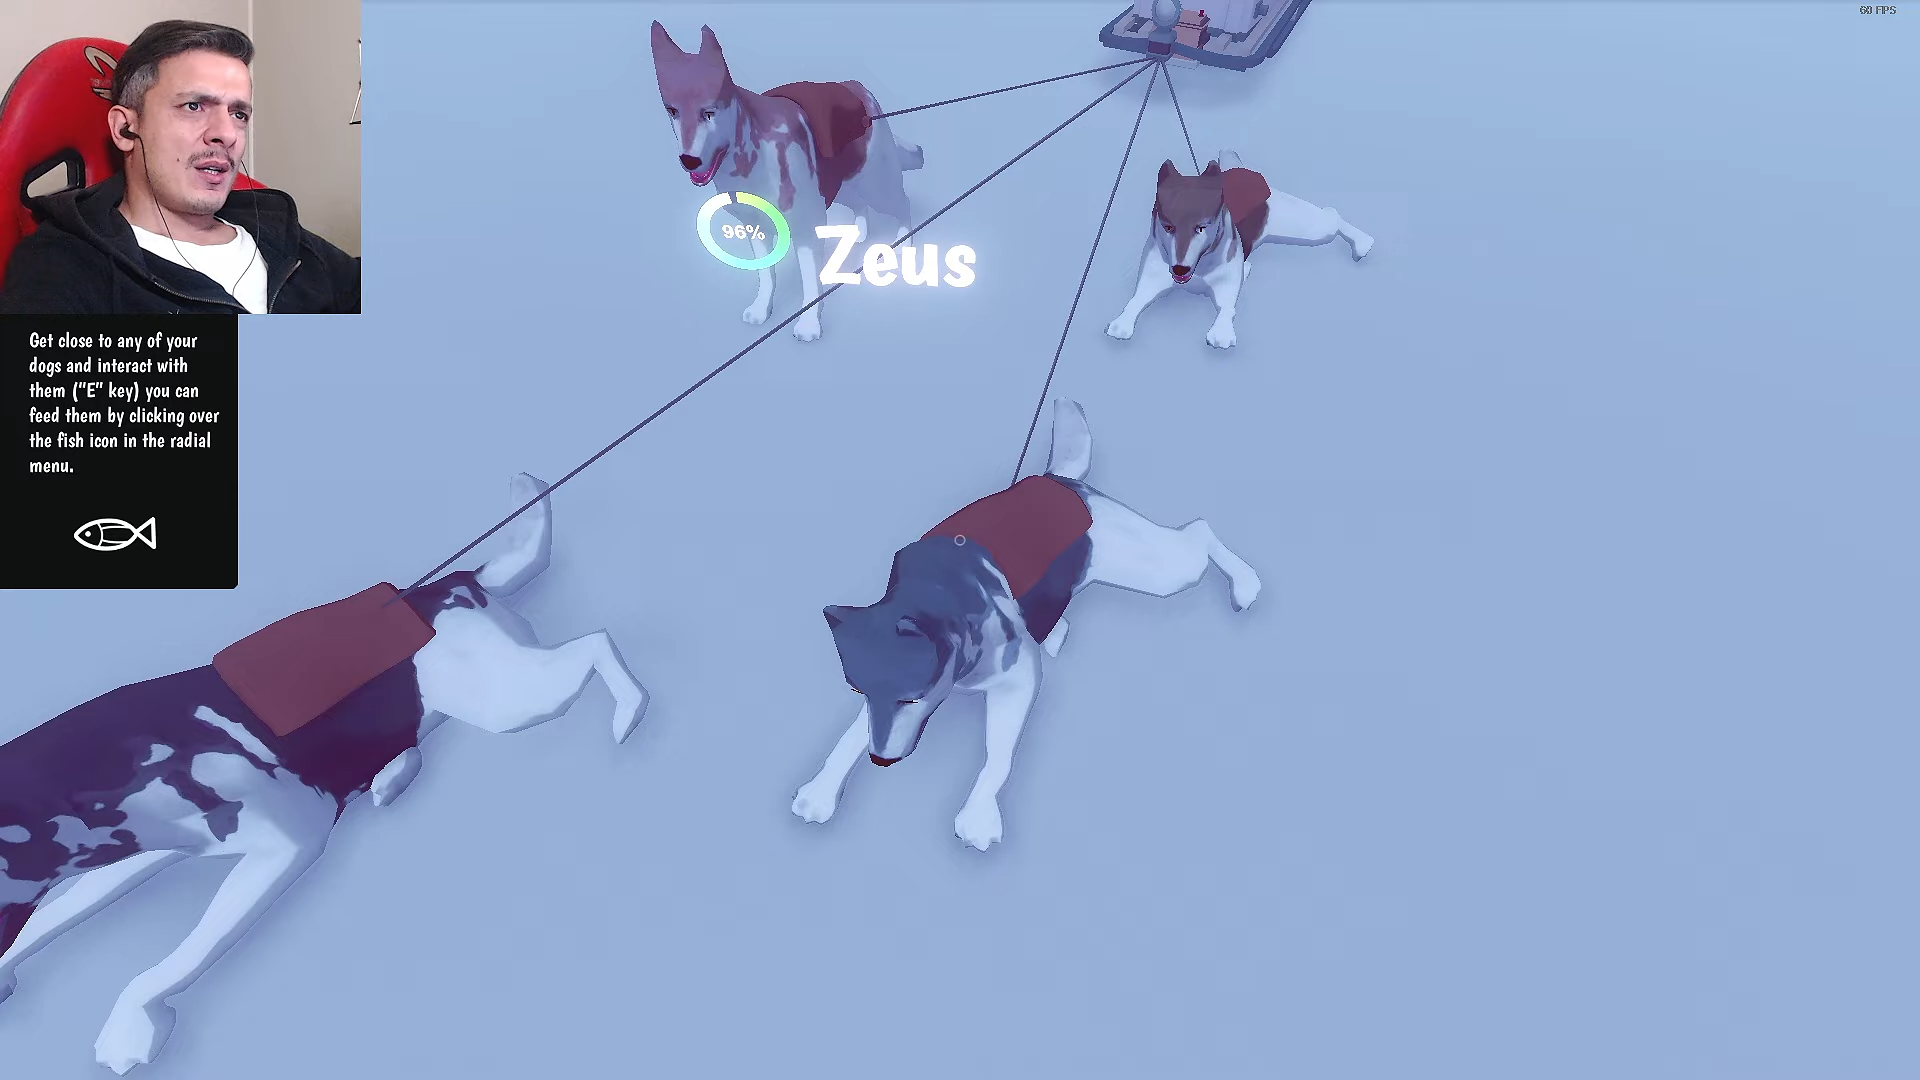 60 FPS
96%
Zeus
Get close to any of your
dogs and interact with
them ("E" key) you can
feed them by clicking over
the fish icon in the radial
menu.